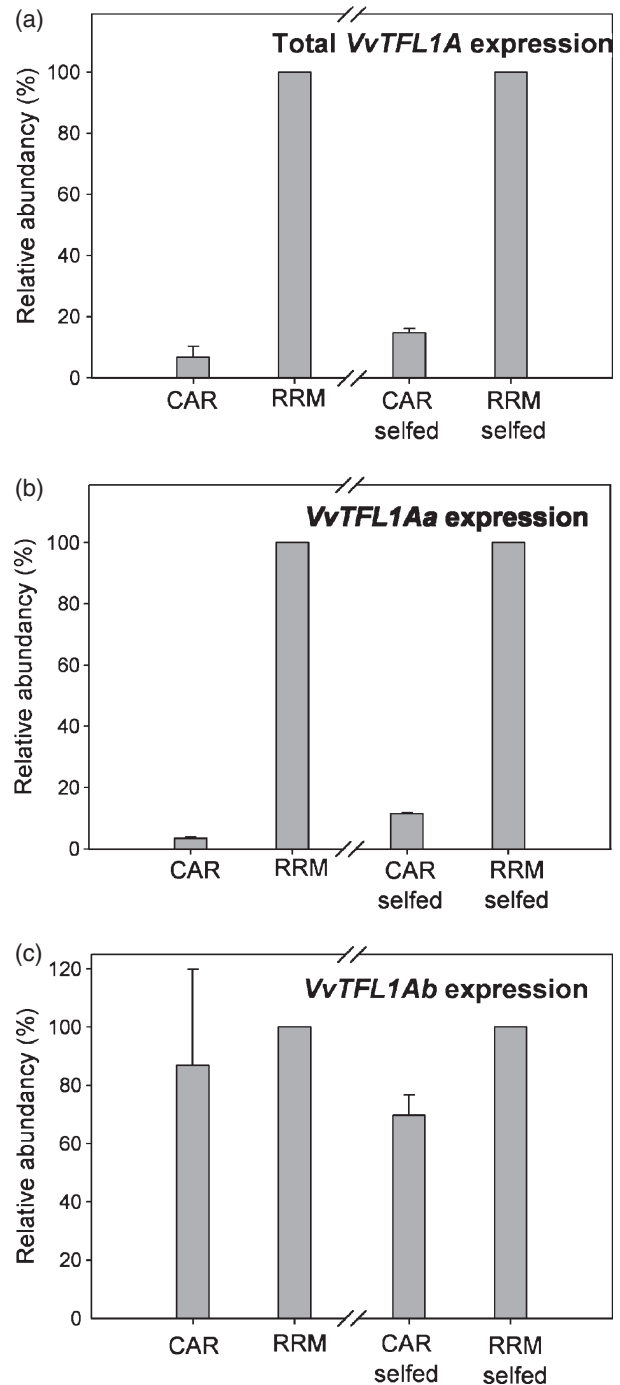 (a)
Total VvTFL1A expression
Relative abundancy (%)
100
80
60
40
20
0
CAR
RRM
CAR
selfed
RRM
selfed
(b)
VvTFL1Aa expression
Relative abundancy (%)
100
80
60
40
20
0
CAR
RRM
CAR
selfed
RRM
selfed
(c)
VvTFL1Ab expression
Relative abundancy (%)
120
100
80
60
40
20
0
CAR
RRM
CAR
selfed
RRM
selfed